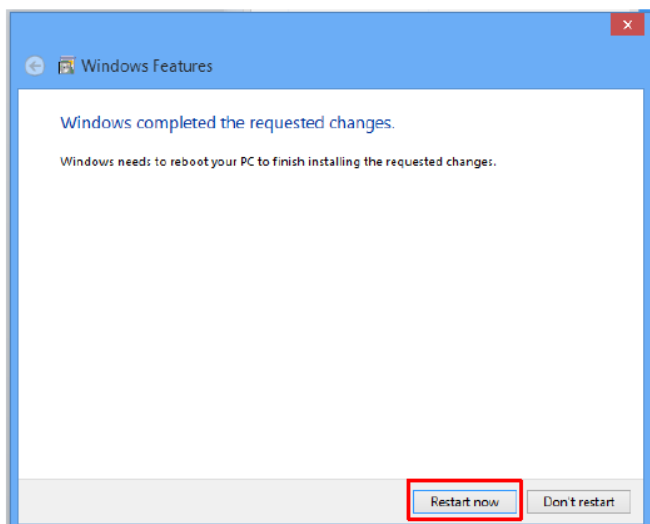 Windows Features
Windows completed the requested changes.
Windows needs to reboot your PC to finish installing the requested changes.
Restart now
Don't restart